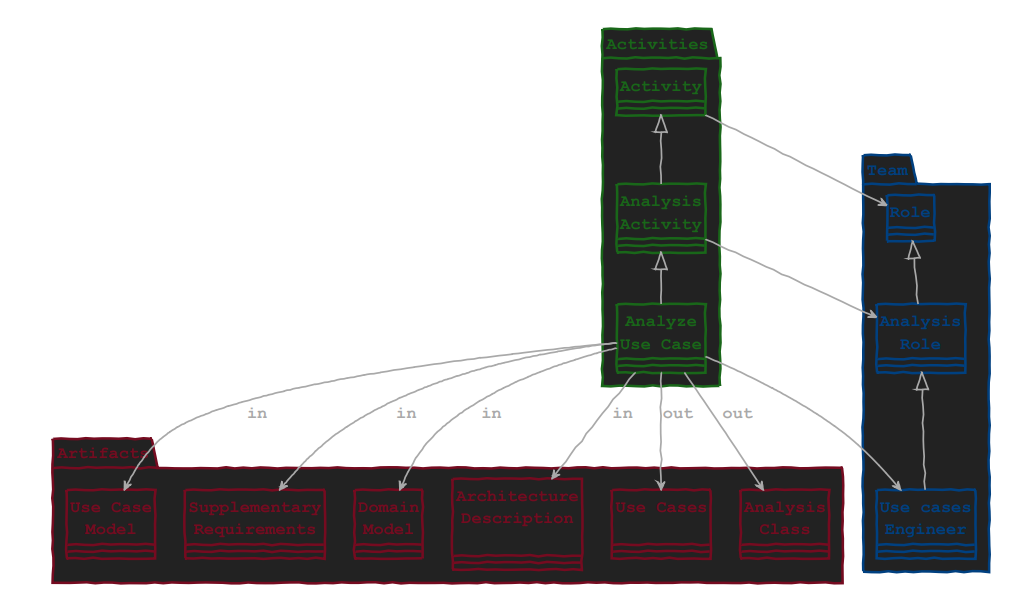 Activities
Activity
Team
Role
Analysis
Activity
Analyze
Use Case
Analysis
Role
in
in
in
in
out
out
Artifacts
Use Case
Model
Supplementary
Requirements
Domain
Model
Architecture
Description
Use Cases
Analysis
Class
Use cases
Engineer